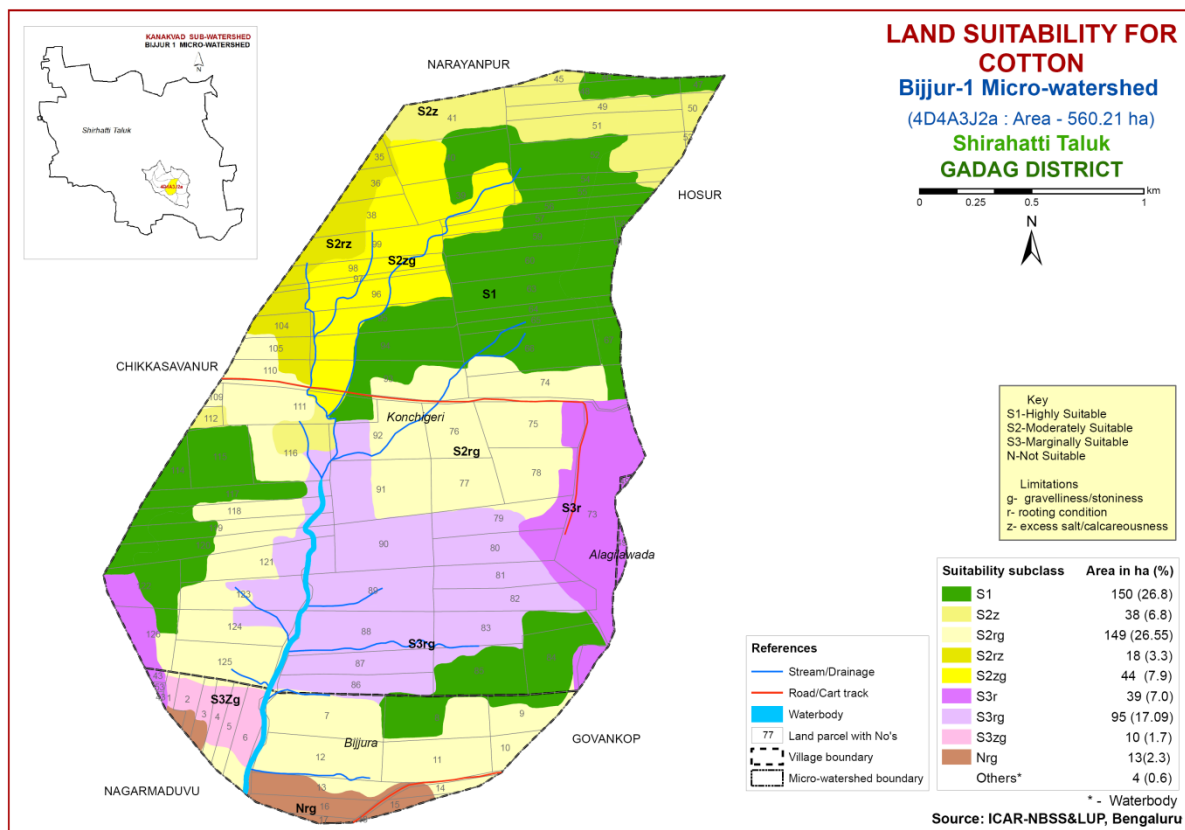 KANAKVAD SUB-WATERSHED
BIJJUR 1 MICRO-WATERSHED
N
Shirhatti Taluk
4D4A3J2a
LAND SUITABILITY FOR
COTTON
Bijjur-1 Micro-watershed
(4D4A3J2a : Area - 560.21 ha)
Shirahatti Taluk
GADAG DISTRICT
km
0 0.25 0.5 1
N
NARAYANPUR
HOSUR
CHIKKASAVANUR
GOVANKOP
NAGARMADUVU
45
49
50
51
S2z
41
35
36
38
S2rz
99
S2zg
98
97
96
S1
104
105
110
74
109
111
112
Konchigeri
92
76
75
116
S2rg
78
77
91
118
S3r
73
79
90
80
Alagilawada
121
81
89
82
123
124
88
83
S3rg
125
87
86
126
S3Zg
1
2
3
4
5
6
7
9
Bijjura
12
11
10
13
14
Nrg
16
15
17
Key
S1-Highly Suitable
S2-Moderately Suitable
S3-Marginally Suitable
N-Not Suitable
Limitations
g- gravelliness/stoniness
r- rooting condition
z- excess salt/calcareousness
References
Stream/Drainage
Road/Cart track
Waterbody
77 Land parcel with No's
Village boundary
Micro-watershed boundary
Suitability subclass Area in ha (%)
S1 150 (26.8)
S2z 38 (6.8)
S2rg 149 (26.55)
S2rz 18 (3.3)
S2zg 44 (7.9)
S3r 39 (7.0)
S3rg 95 (17.09)
S3zg 10 (1.7)
Nrg 13(2.3)
Others* 4 (0.6)
* - Waterbody
Source: ICAR-NBSS&LUP, Bengaluru